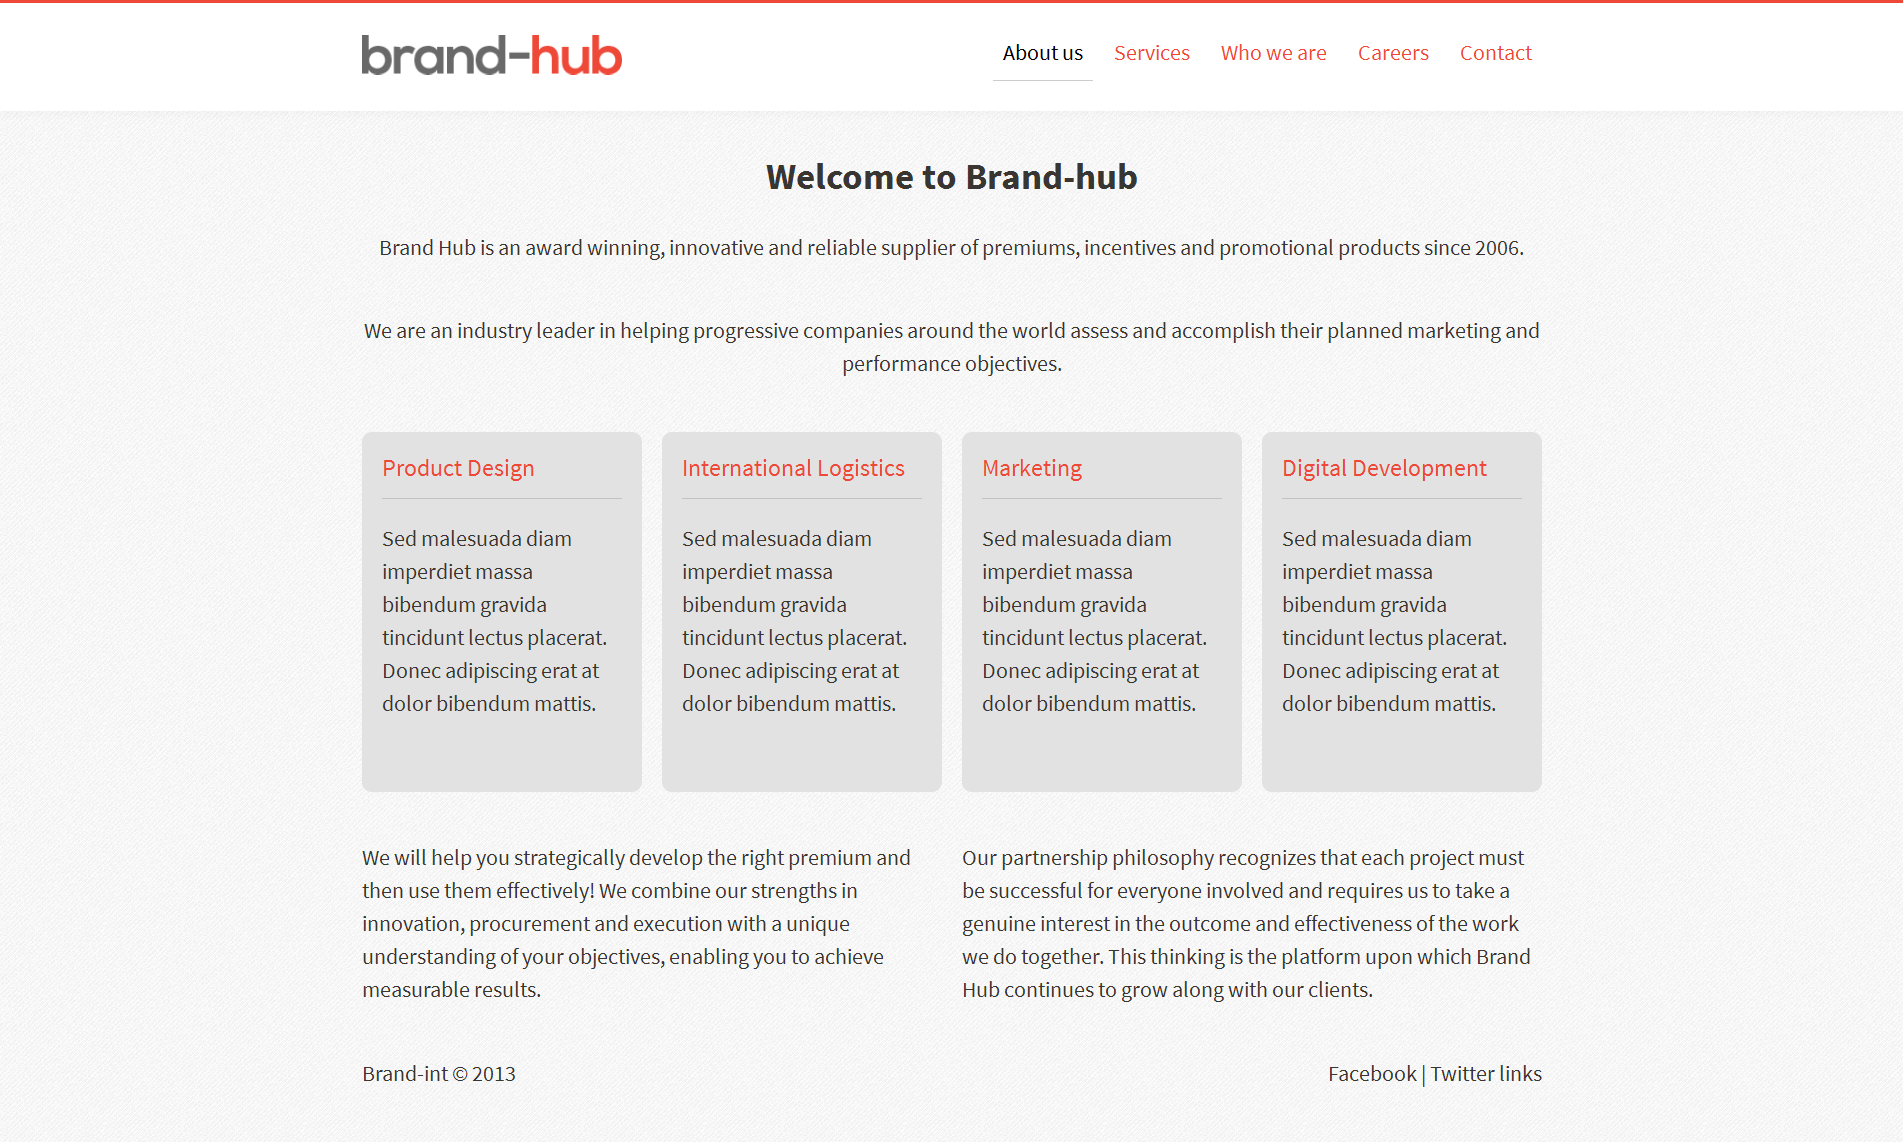 brand-hub
About us Services Who we are Careers Contact
Welcome to Brand-hub
Brand Hub is an award winning, innovative and reliable supplier of premiums, incentives and promotional products since 2006.
We are an industry leader in helping progressive companies around the world assess and accomplish their planned marketing and
performance objectives.
Product Design
Sed malesuada diam
imperdiet massa
bibendum gravida
tincidunt lectus placerat.
Donec adipiscing erat at
dolor bibendum mattis.
International Logistics
Sed malesuada diam
imperdiet massa
bibendum gravida
tincidunt lectus placerat.
Donec adipiscing erat at
dolor bibendum mattis.
Marketing
Sed malesuada diam
imperdiet massa
bibendum gravida
tincidunt lectus placerat.
Donec adipiscing erat at
dolor bibendum mattis.
Digital Development
Sed malesuada diam
imperdiet massa
bibendum gravida
tincidunt lectus placerat.
Donec adipiscing erat at
dolor bibendum mattis.
We will help you strategically develop the right premium and
then use them effectively! We combine our strengths in
innovation, procurement and execution with a unique
understanding of your objectives, enabling you to achieve
measurable results.
Our partnership philosophy recognizes that each project must
be successful for everyone involved and requires us to take a
genuine interest in the outcome and effectiveness of the work
we do together. This thinking is the platform upon which Brand
Hub continues to grow along with our clients.
Brand-int © 2013
Facebook | Twitter links